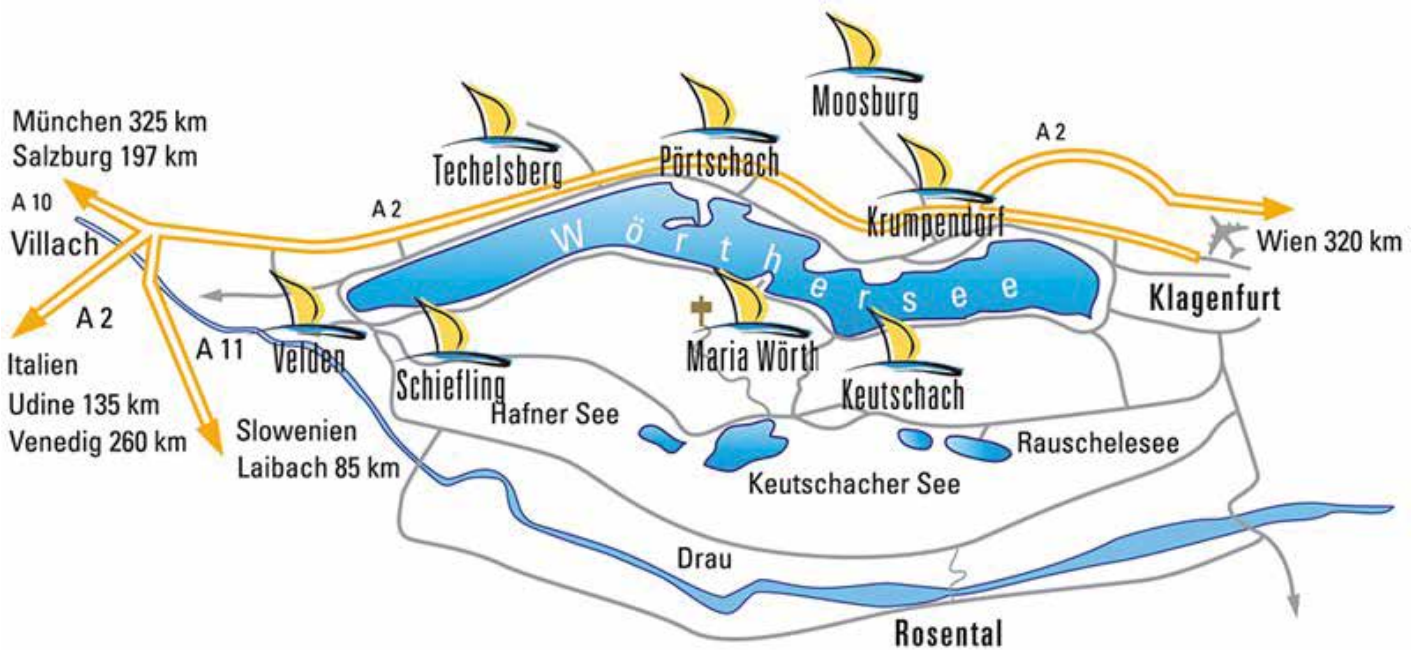 Moosburg
München 325 km
Salzburg 197 km
A 10
Villach
Techelsberg
Pörtschach
A 2
Krumpendorf
A 2
Wien 320 km
Wörthersee
Klagenfurt
A 2
A 11
Velden
Schiefling
Maria Wörth
Keutschach
Italien
Udine 135 km
Venedig 260 km
Slowenien
Laibach 85 km
Hafner See
Rauschelesee
Keutschacher See
Drau
Rosental